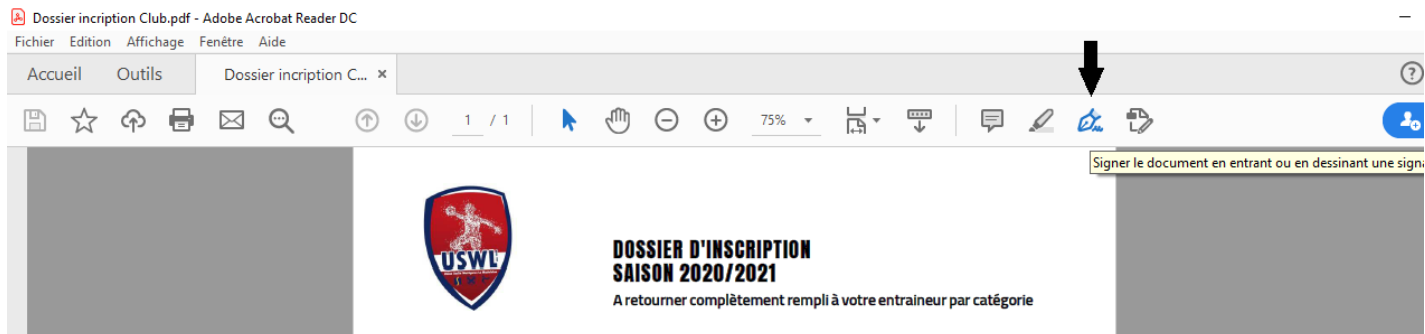 Dossier incription Club.pdf - Adobe Acrobat Reader DC
Fichier Edition Affichage Fenêtre Aide
Accueil Outils Dossier incription C... ×
1 / 1 75%
Signer le document en entrant ou en dessinant une signa
USWL
DOSSIER D'INSCRIPTION
SAISON 2020/2021
A retourner complètement rempli à votre entraineur par catégorie